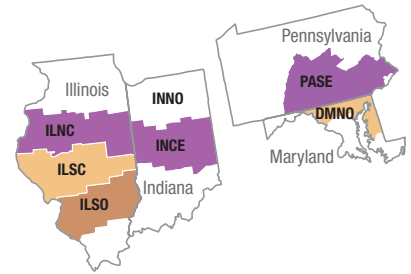 Pennsylvania
PASE
DMNO
Maryland
Illinois
INNO
ILNC
INCE
ILSC
Indiana
ILSO